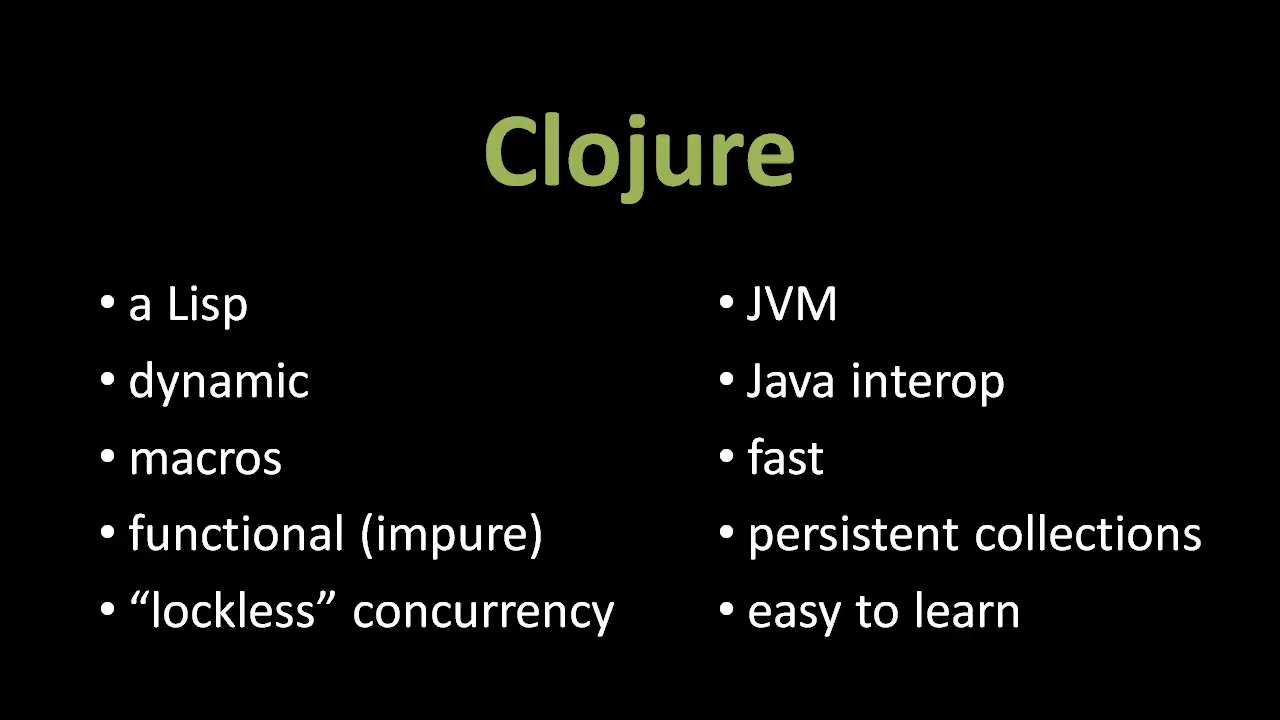 Clojure
• a Lisp
• dynamic
• macros
• functional (impure)
• “lockless” concurrency
• JVM
• Java interop
• fast
• persistent collections
• easy to learn